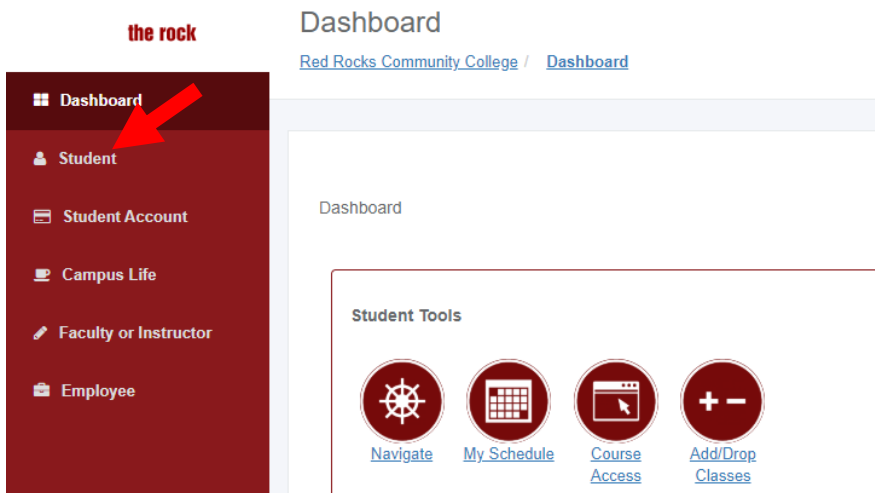 the rock
Dashboard
Student
Student Account
Campus Life
Faculty or Instructor
Employee
Dashboard
Red Rocks Community College / Dashboard
Dashboard
Student Tools
Navigate
My Schedule
Course
Access
Add/Drop
Classes